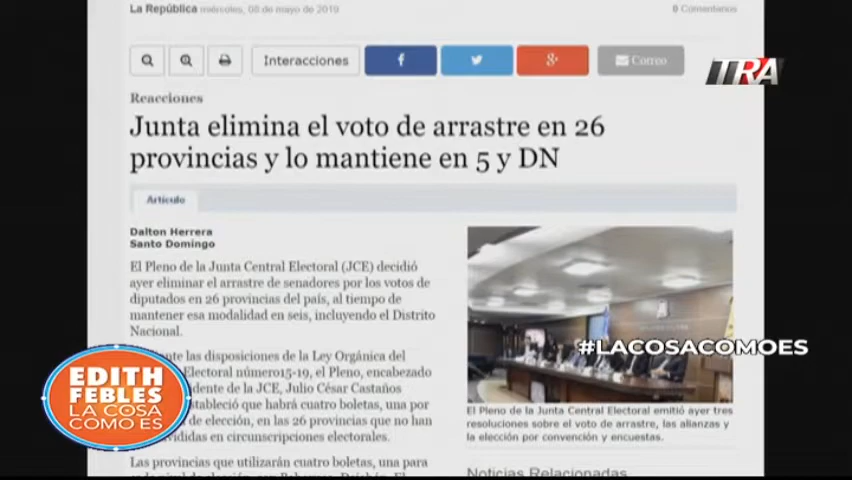 La República miércoles, 08 de mayo de 2019
0 Comentarios
Interacciones
f
g+
Correo
ITRA
Reacciones
Junta elimina el voto de arrastre en 26
provincias y lo mantiene en 5 y DN
Artículo
Dalton Herrera
Santo Domingo
El Pleno de la Junta Central Electoral (JCE) decidió
ayer eliminar el arrastre de senadores por los votos de
diputados en 26 provincias del país, al tiempo de
mantener esa modalidad en seis, incluyendo el Distrito
Nacional.
las disposiciones de la Ley Orgánica del
Electoral número15-19, el Pleno, encabezado
de la JCE, Julio César Castaños
habrá cuatro boletas, una por
de elección, en las 26 provincias que no han
en circunscripciones electorales.
Las provincias que utilizarán cuatro boletas, una para
#LACOSACOMOES
El Pleno de la Junta Central Electoral emitió ayer tres
resoluciones sobre el voto de arrastre, las alianzas y
la elección por convención y encuestas.
Noticias Relacionadas
EDITH
FEBLES
LA COSA
COMO ES